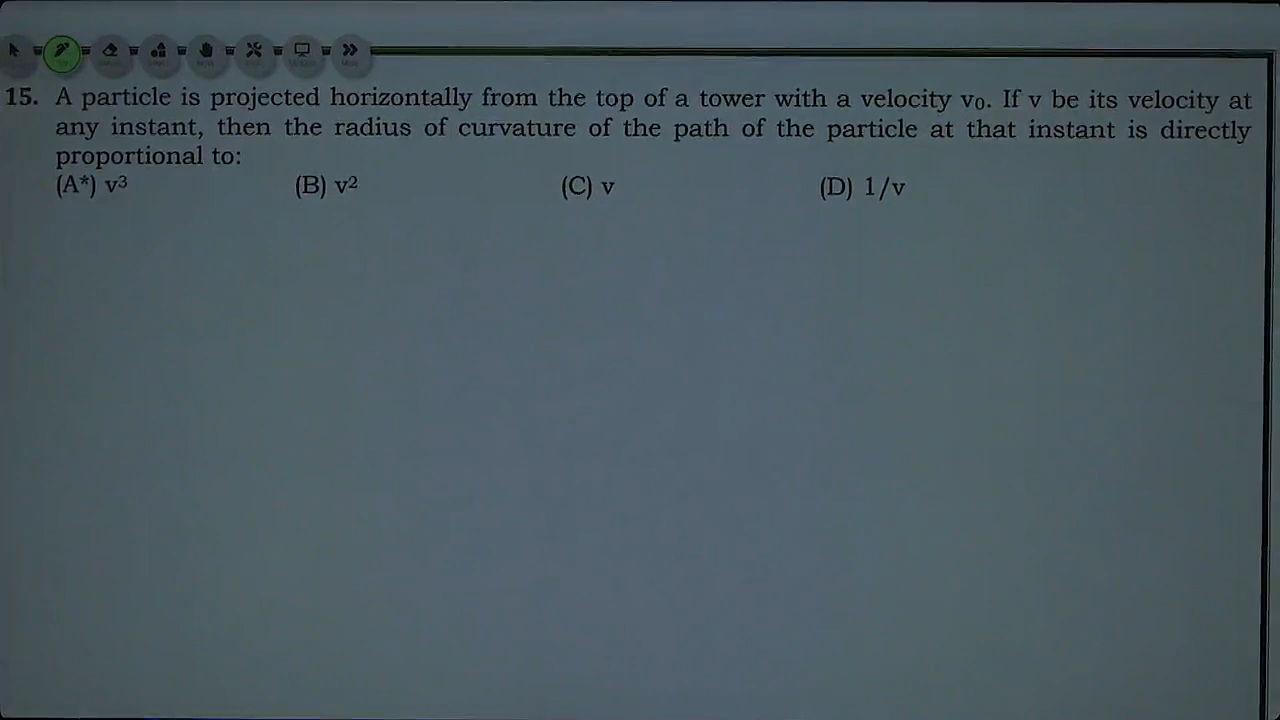 15. A particle is projected horizontally from the top of a tower with a velocity v₀. If v be its velocity at
any instant, then the radius of curvature of the path of the particle at that instant is directly
proportional to:
(A*) v³ (B) v² (C) v (D) 1/v